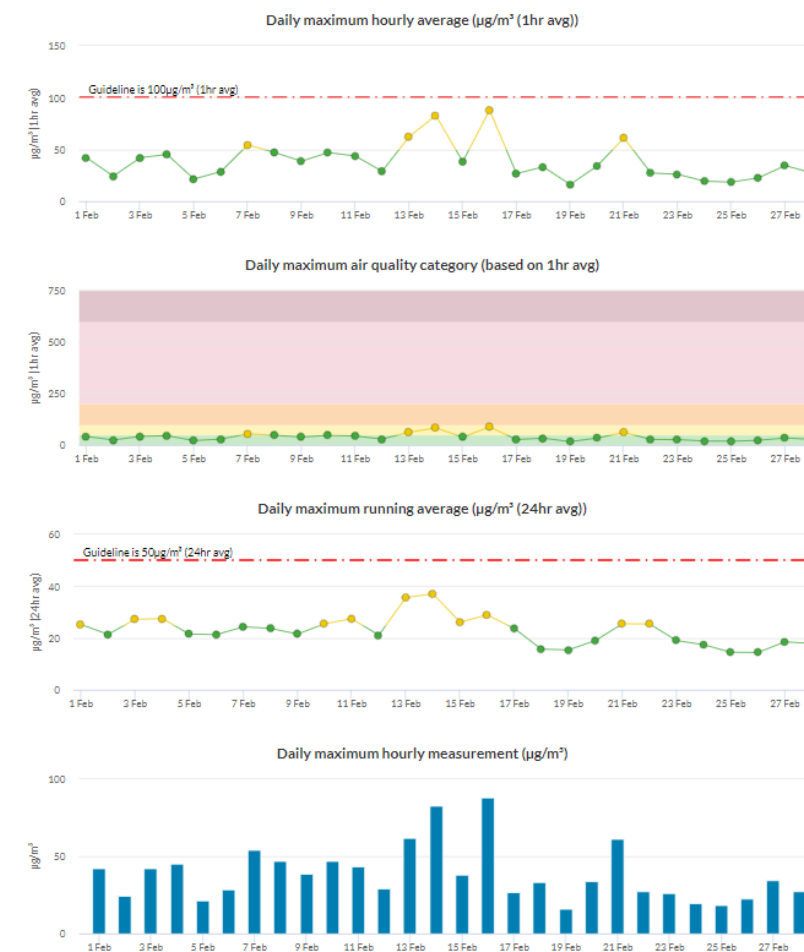 Daily maximum hourly average (µg/m³ (1hr avg))
150
100
50
0
µg/m³ (1hr avg)
Guideline is 100µg/m³ (1hr avg)
1 Feb 3 Feb 5 Feb 7 Feb 9 Feb 11 Feb 13 Feb 15 Feb 17 Feb 19 Feb 21 Feb 23 Feb 25 Feb 27 Feb
Daily maximum air quality category (based on 1hr avg)
750
500
250
0
µg/m³ (1hr avg)
1 Feb 3 Feb 5 Feb 7 Feb 9 Feb 11 Feb 13 Feb 15 Feb 17 Feb 19 Feb 21 Feb 23 Feb 25 Feb 27 Feb
Daily maximum running average (µg/m³ (24hr avg))
60
40
20
0
µg/m³ (24hr avg)
Guideline is 50µg/m³ (24hr avg)
1 Feb 3 Feb 5 Feb 7 Feb 9 Feb 11 Feb 13 Feb 15 Feb 17 Feb 19 Feb 21 Feb 23 Feb 25 Feb 27 Feb
Daily maximum hourly measurement (µg/m³)
100
50
0
µg/m³
1 Feb 3 Feb 5 Feb 7 Feb 9 Feb 11 Feb 13 Feb 15 Feb 17 Feb 19 Feb 21 Feb 23 Feb 25 Feb 27 Feb